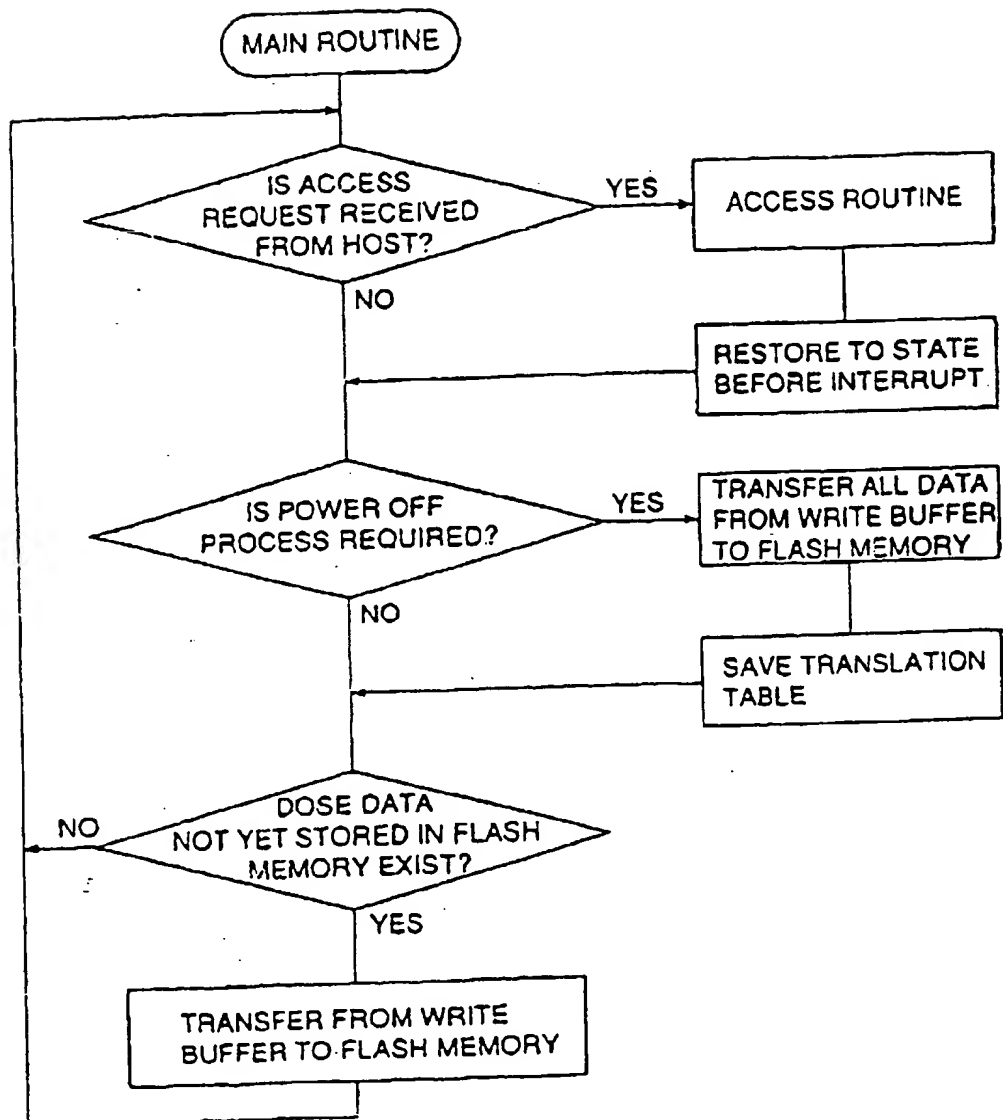 MAIN ROUTINE
IS ACCESS
REQUEST RECEIVED
FROM HOST?
YES
ACCESS ROUTINE
NO
RESTORE TO STATE
BEFORE INTERRUPT
IS POWER OFF
PROCESS REQUIRED?
YES
TRANSFER ALL DATA
FROM WRITE BUFFER
TO FLASH MEMORY
NO
SAVE TRANSLATION
TABLE
DOSE DATA
NOT YET STORED IN FLASH
MEMORY EXIST?
NO
YES
TRANSFER FROM WRITE
BUFFER TO FLASH MEMORY